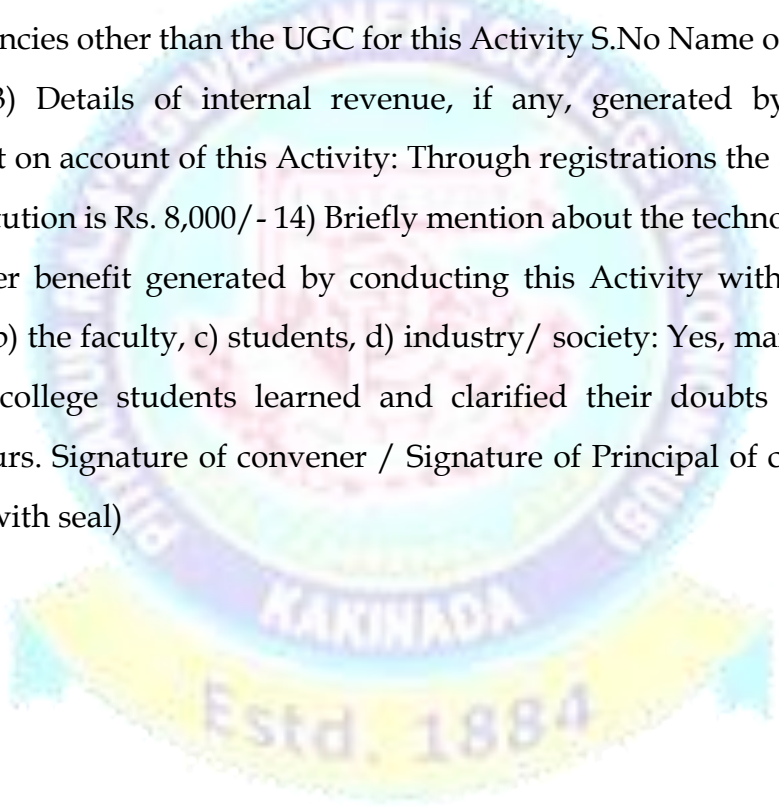 ncies other than the UGC for this Activity S.No Name o
3) Details of internal revenue, if any, generated by
t on account of this Activity: Through registrations the
tution is Rs. 8,000/- 14) Briefly mention about the techno
er benefit generated by conducting this Activity with
b) the faculty, c) students, d) industry/ society: Yes, ma
college students learned and clarified their doubts
urs. Signature of convener / Signature of Principal of c
with seal)
GOVERNMENT COLLEGE
KAKINADA
Estd. 1884